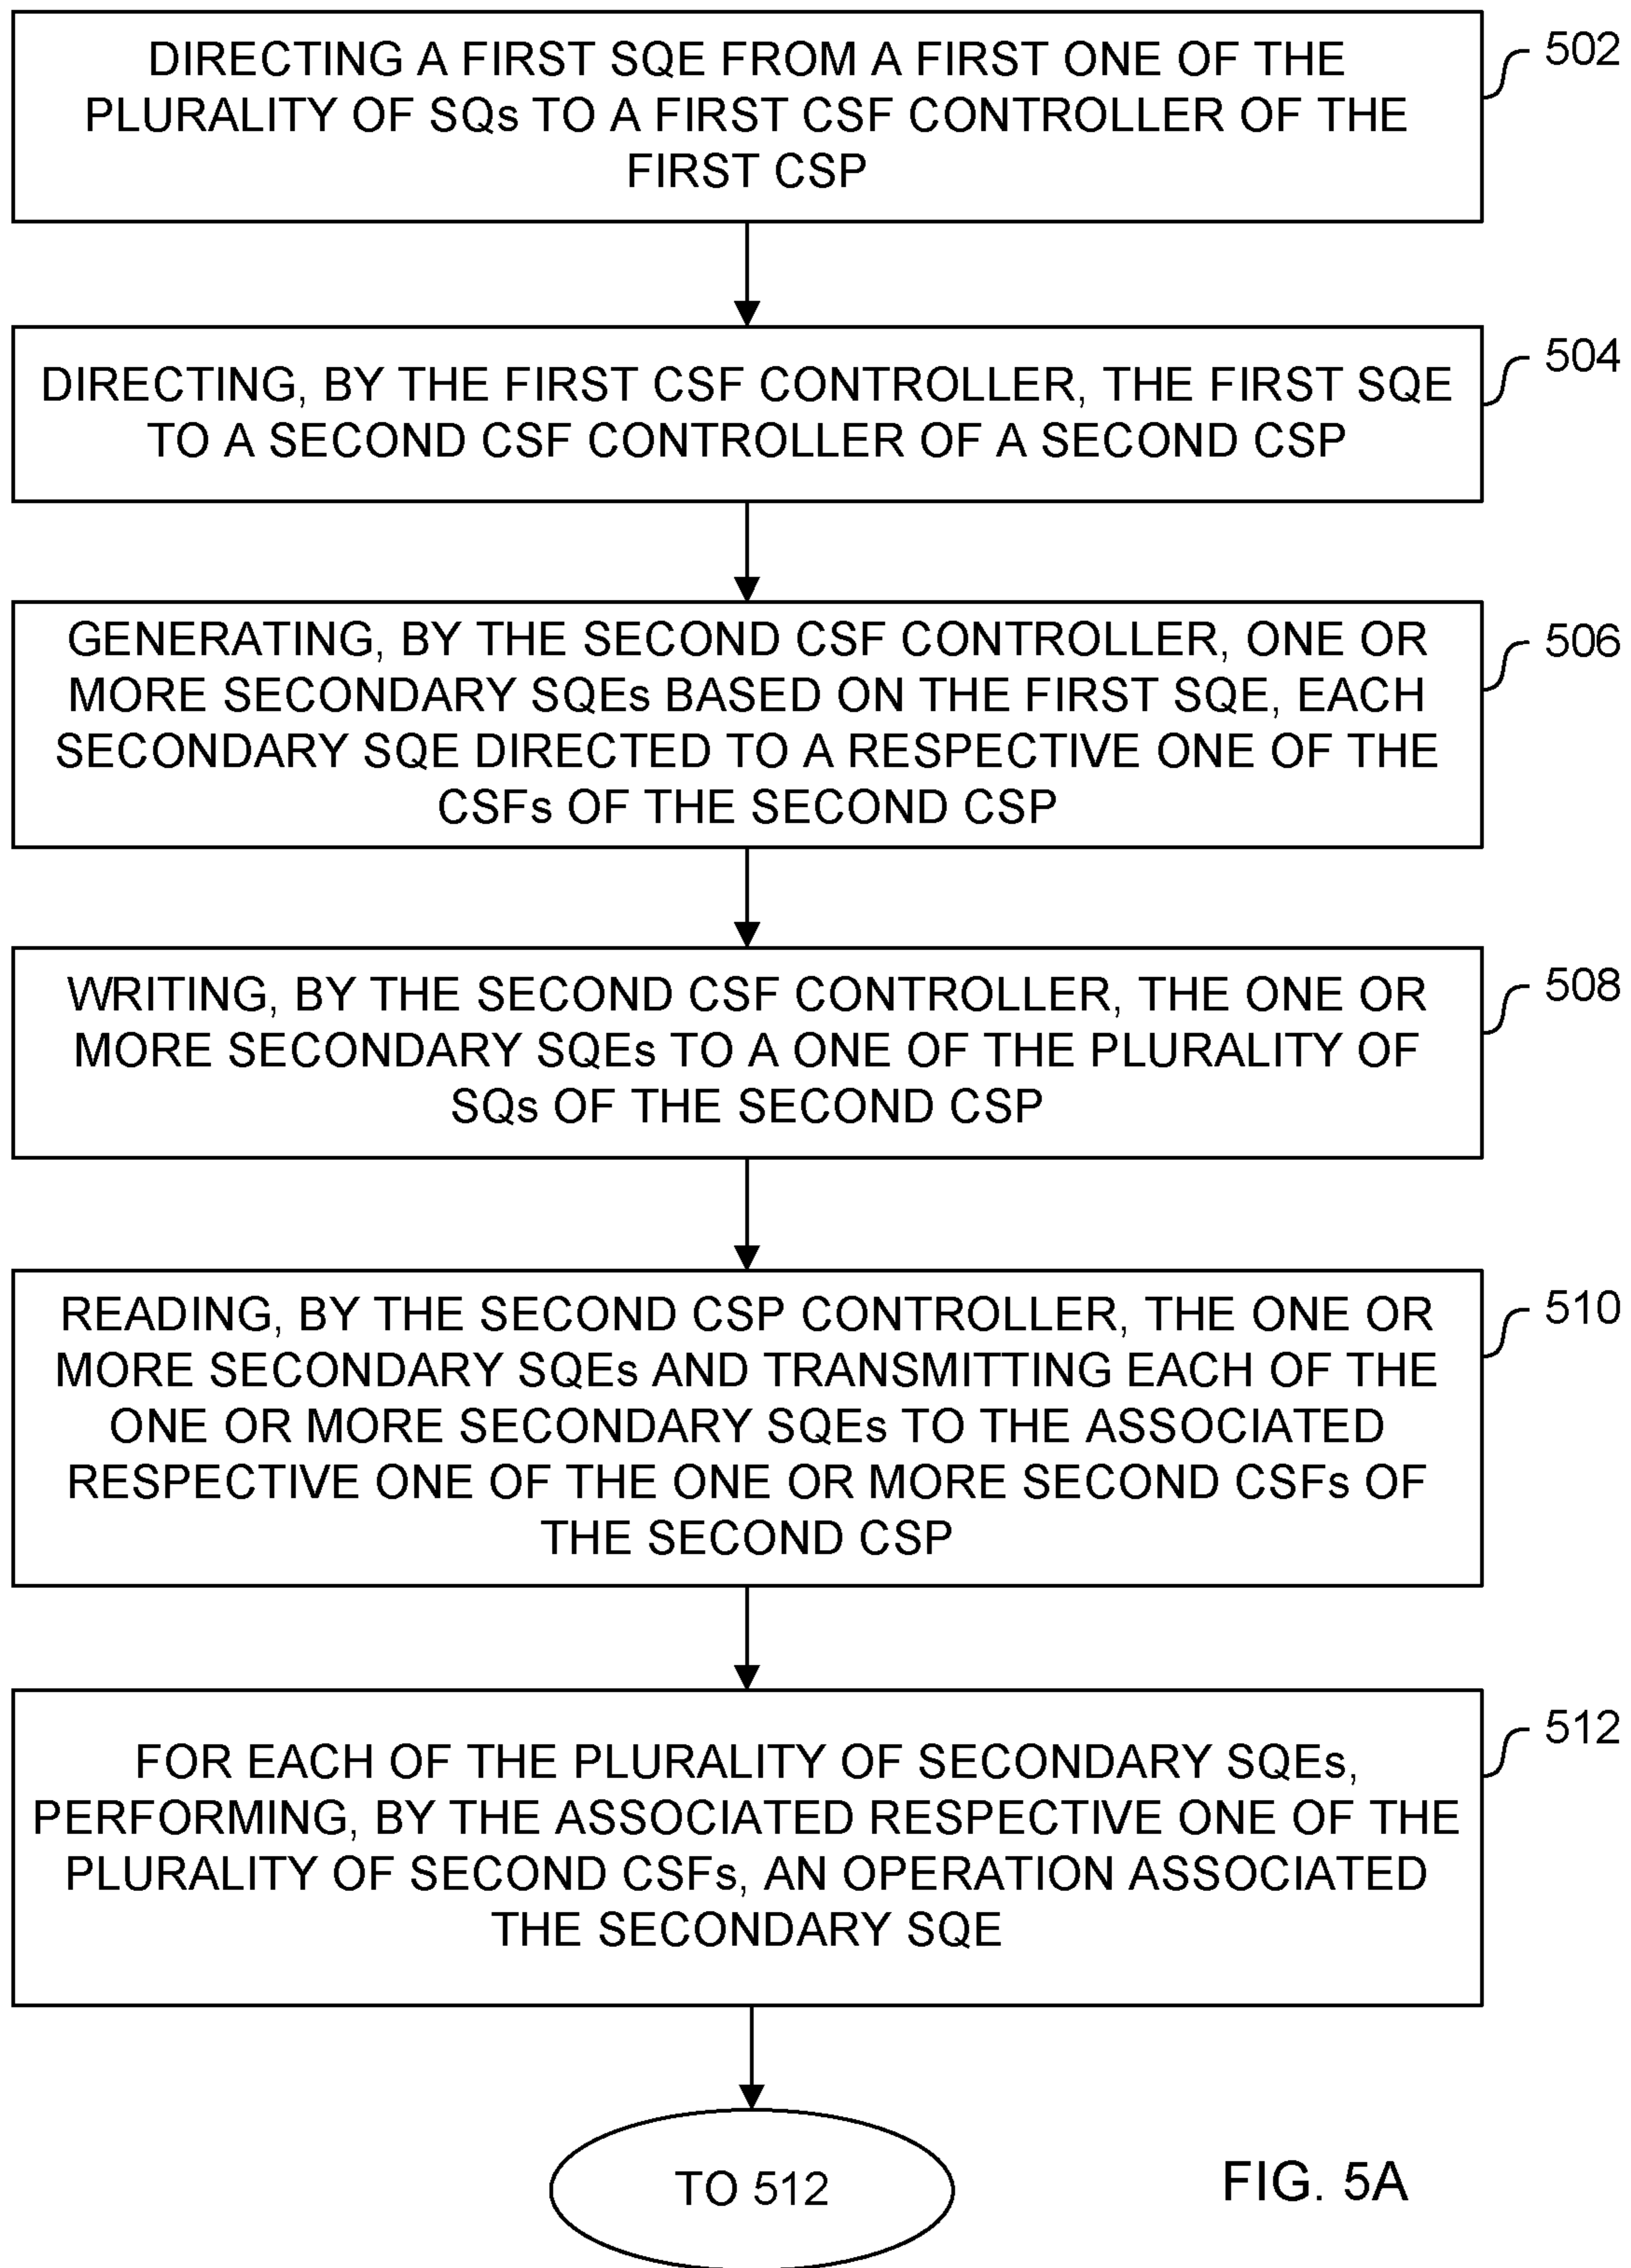 DIRECTING A FIRST SQE FROM A FIRST ONE OF THE
PLURALITY OF SQs TO A FIRST CSF CONTROLLER OF THE
FIRST CSP
502
DIRECTING, BY THE FIRST CSF CONTROLLER, THE FIRST SQE
TO A SECOND CSF CONTROLLER OF A SECOND CSP
504
GENERATING, BY THE SECOND CSF CONTROLLER, ONE OR
MORE SECONDARY SQEs BASED ON THE FIRST SQE, EACH
SECONDARY SQE DIRECTED TO A RESPECTIVE ONE OF THE
CSFs OF THE SECOND CSP
506
WRITING, BY THE SECOND CSF CONTROLLER, THE ONE OR
MORE SECONDARY SQEs TO A ONE OF THE PLURALITY OF
SQs OF THE SECOND CSP
508
READING, BY THE SECOND CSP CONTROLLER, THE ONE OR
MORE SECONDARY SQEs AND TRANSMITTING EACH OF THE
ONE OR MORE SECONDARY SQEs TO THE ASSOCIATED
RESPECTIVE ONE OF THE ONE OR MORE SECOND CSFs OF
THE SECOND CSP
510
FOR EACH OF THE PLURALITY OF SECONDARY SQEs,
PERFORMING, BY THE ASSOCIATED RESPECTIVE ONE OF THE
PLURALITY OF SECOND CSFs, AN OPERATION ASSOCIATED
THE SECONDARY SQE
512
TO 512
FIG. 5A